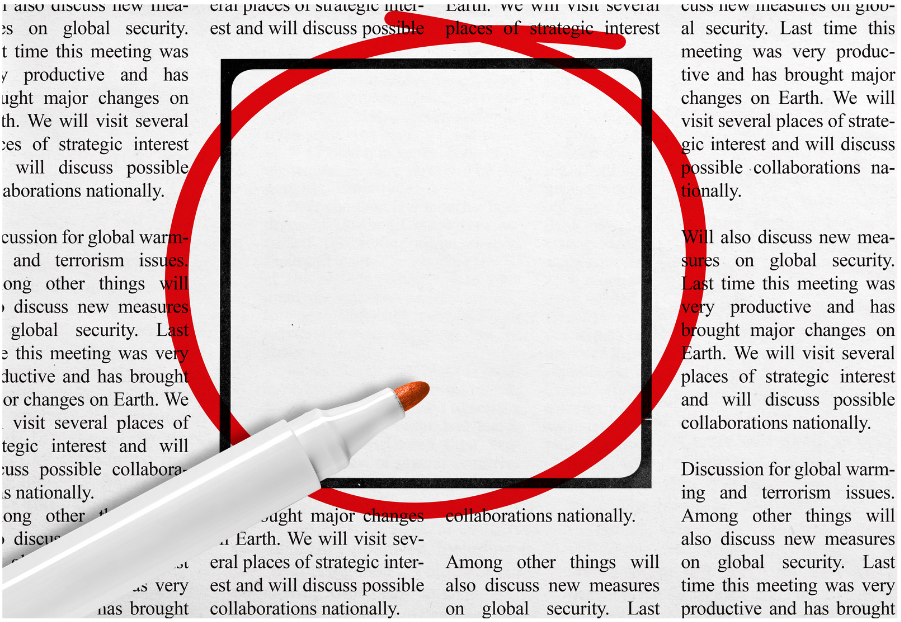 also discuss new mea-
es on global security.
t time this meeting was
y productive and has
ught major changes on
th. We will visit several
ces of strategic interest
will discuss possible
aborations nationally.
cussion for global warm-
and terrorism issues.
ong other things will
discuss new measures
global security. Last
e this meeting was very
ductive and has brought
or changes on Earth. We
visit several places of
tegic interest and will
cuss possible collabora-
s nationally.
ong other
discus
st
as very
has brought
eral places of strategic inter-
est and will discuss possible
ought major changes
Earth. We will visit sev-
eral places of strategic inter-
est and will discuss possible
collaborations nationally.
Earth. We will visit several
places of strategic interest
collaborations nationally.
Among other things will
also discuss new measures
on global security. Last
cuss new measures on glob-
al security. Last time this
meeting was very produc-
tive and has brought major
changes on Earth. We will
visit several places of strate-
gic interest and will discuss
possible collaborations na-
tionally.
Will also discuss new mea-
sures on global security.
Last time this meeting was
very productive and has
brought major changes on
Earth. We will visit several
places of strategic interest
and will discuss possible
collaborations nationally.
Discussion for global warm-
ing and terrorism issues.
Among other things will
also discuss new measures
on global security. Last
time this meeting was very
productive and has brought